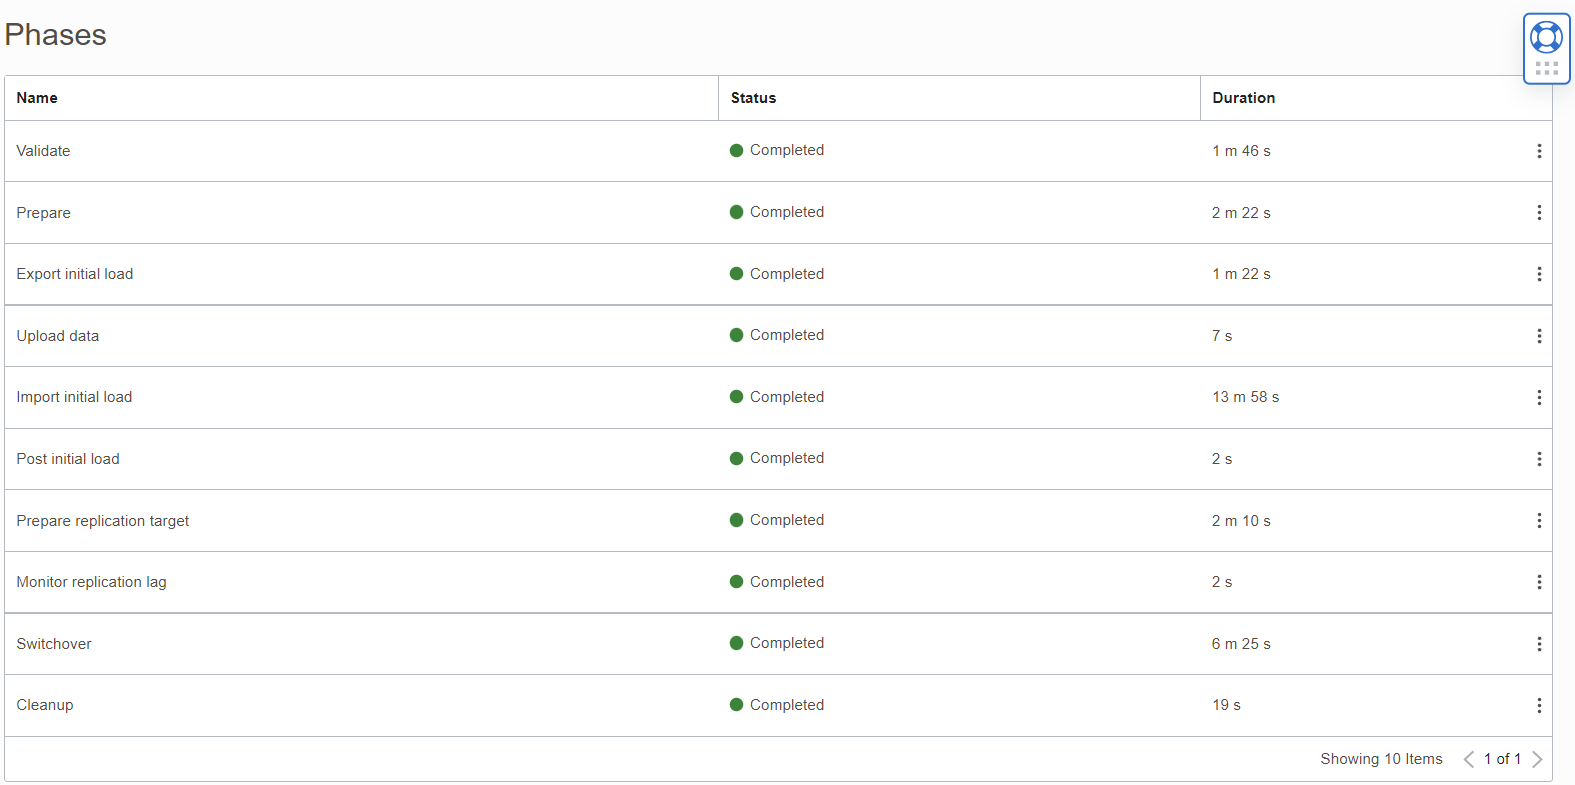 Phases
Name Status Duration
Validate Completed 1 m 46 s
Prepare Completed 2 m 22 s
Export initial load Completed 1 m 22 s
Upload data Completed 7 s
Import initial load Completed 13 m 58 s
Post initial load Completed 2 s
Prepare replication target Completed 2 m 10 s
Monitor replication lag Completed 2 s
Switchover Completed 6 m 25 s
Cleanup Completed 19 s
Showing 10 Items 1 of 1